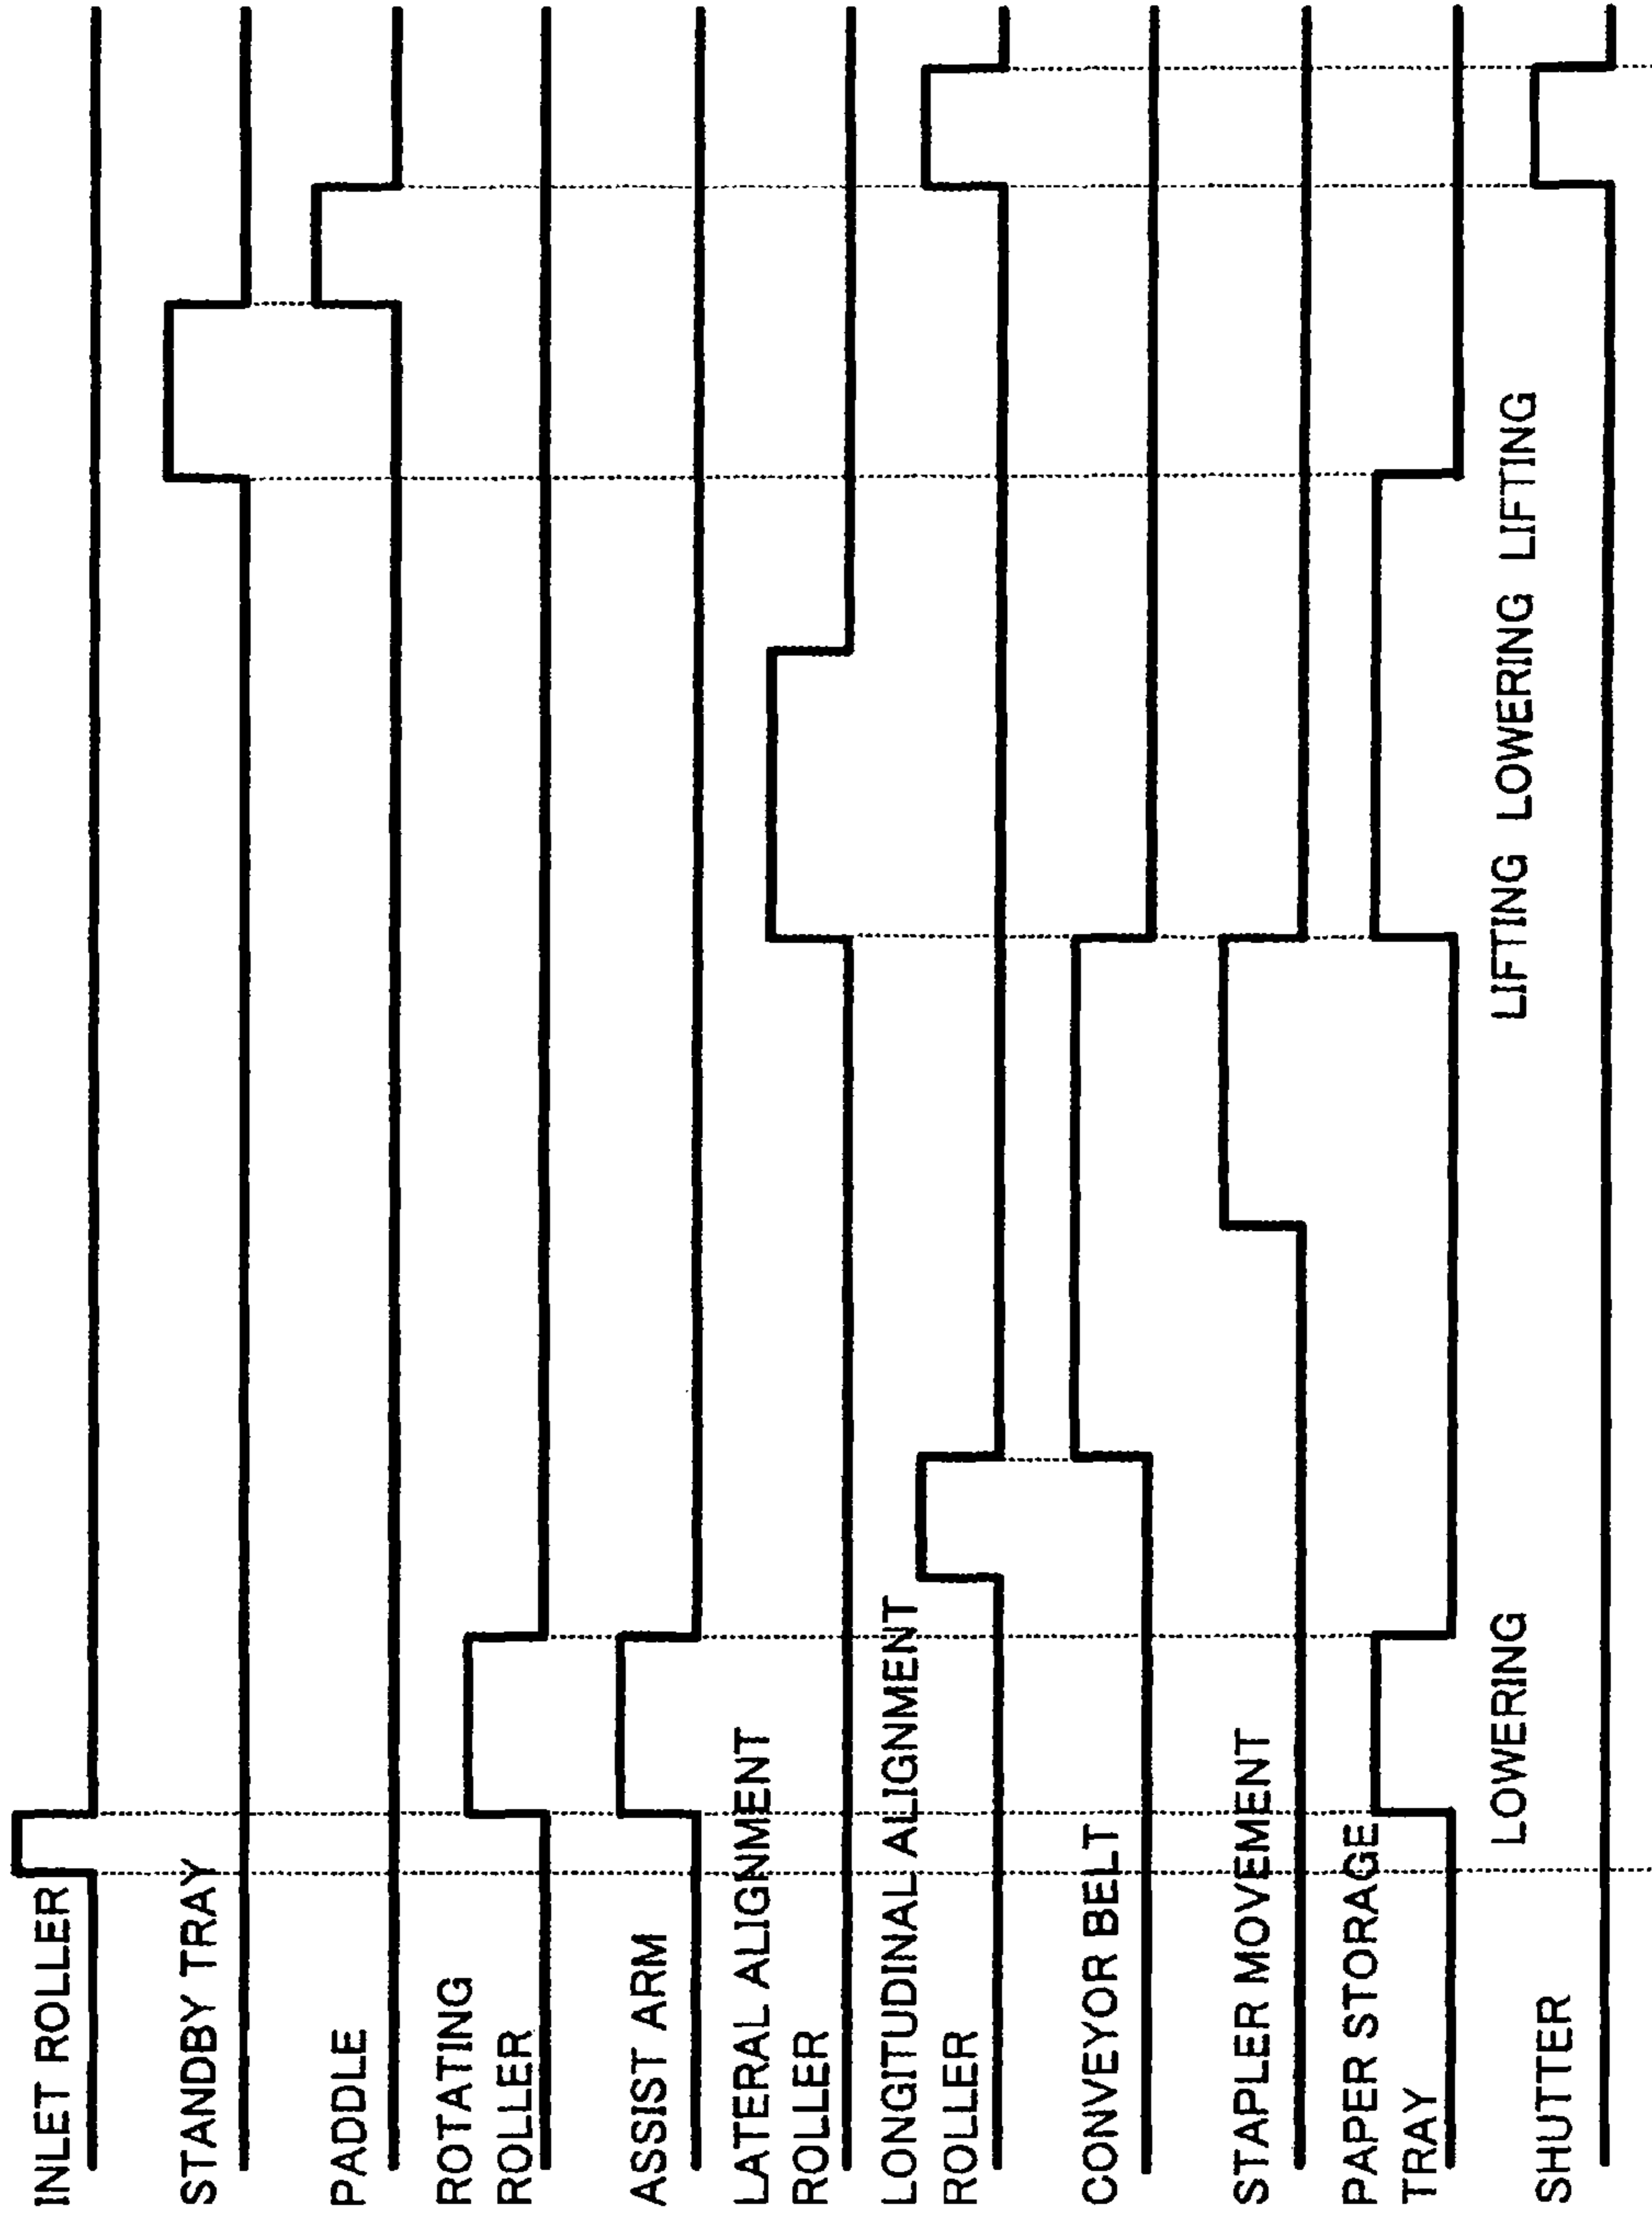 INLET ROLLER
STANDBY TRAY
PADDLE
ROTATING
ROLLER
ASSIST ARM
LATERAL ALIGNMENT
ROLLER
LONGITUDINAL ALIGNMENT
ROLLER
CONVEYOR BELT
STAPLER MOVEMENT
PAPER STORAGE
TRAY
LOWERING
LIFTING LOWERING LIFTING
SHUTTER